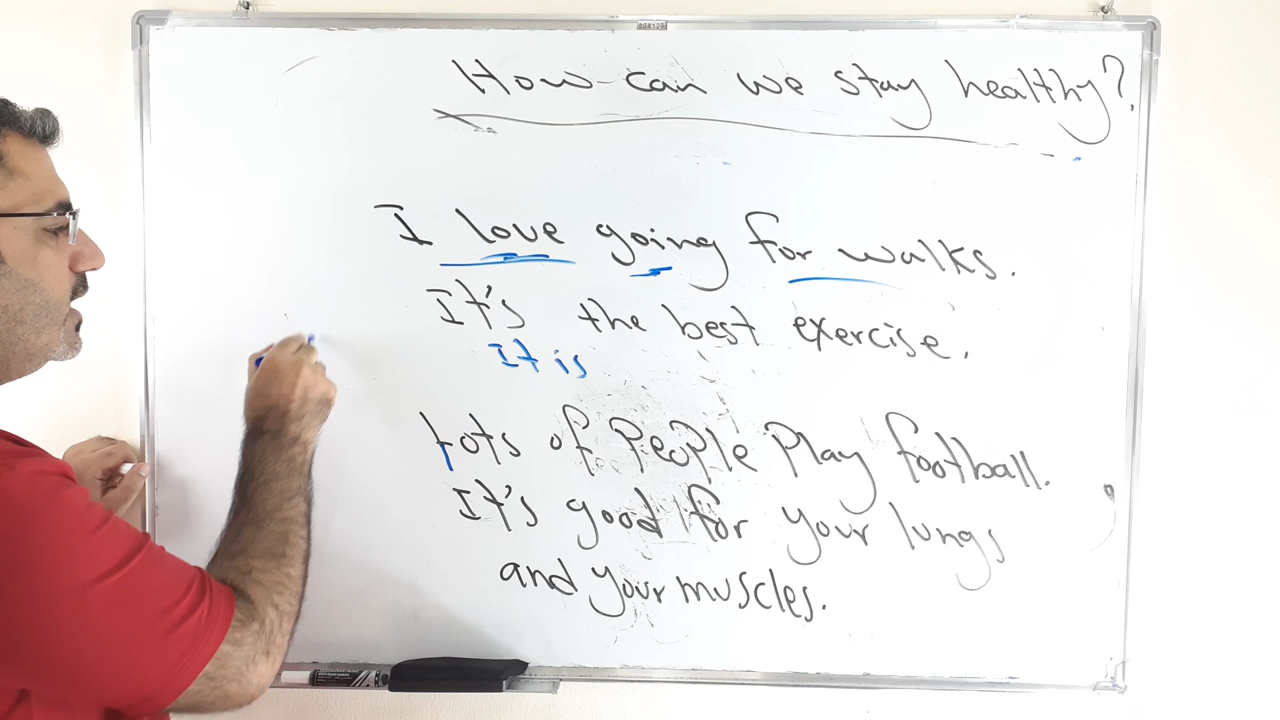 80X120
How can we stay healthy?
I love going for walks.
It's the best exercise.
It is
Lots of People Play football.
It's good for your lungs
and your muscles.